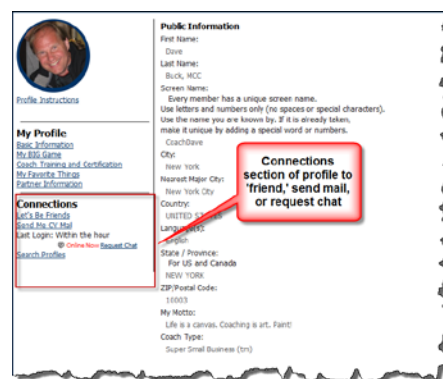 Profile Instructions
My Profile
Basic Information
My BIG Game
Coach Training and Certification
My Favorite Things
Partner Information
Connections
Let's Be Friends
Send Me CV Mail
Last Login: Within the hour
Online Now Request Chat
Search Profiles
Public Information
First Name:
Dave
Last Name:
Buck, MCC
Screen Name:
Every member has a unique screen name.
Use letters and numbers only (no spaces or special characters).
Use the name you are known by. If it is already taken,
make it unique by adding a special word or numbers.
CoachDave
City:
New York
Nearest Major City:
New York City
Country:
UNITED
Language(s):
English
State / Province:
For US and Canada
NEW YORK
ZIP/Postal Code:
10003
My Motto:
Life is a canvas. Coaching is art. Paint!
Coach Type:
Super Small Business (tm)
Connections
section of profile to
'friend,' send mail,
or request chat